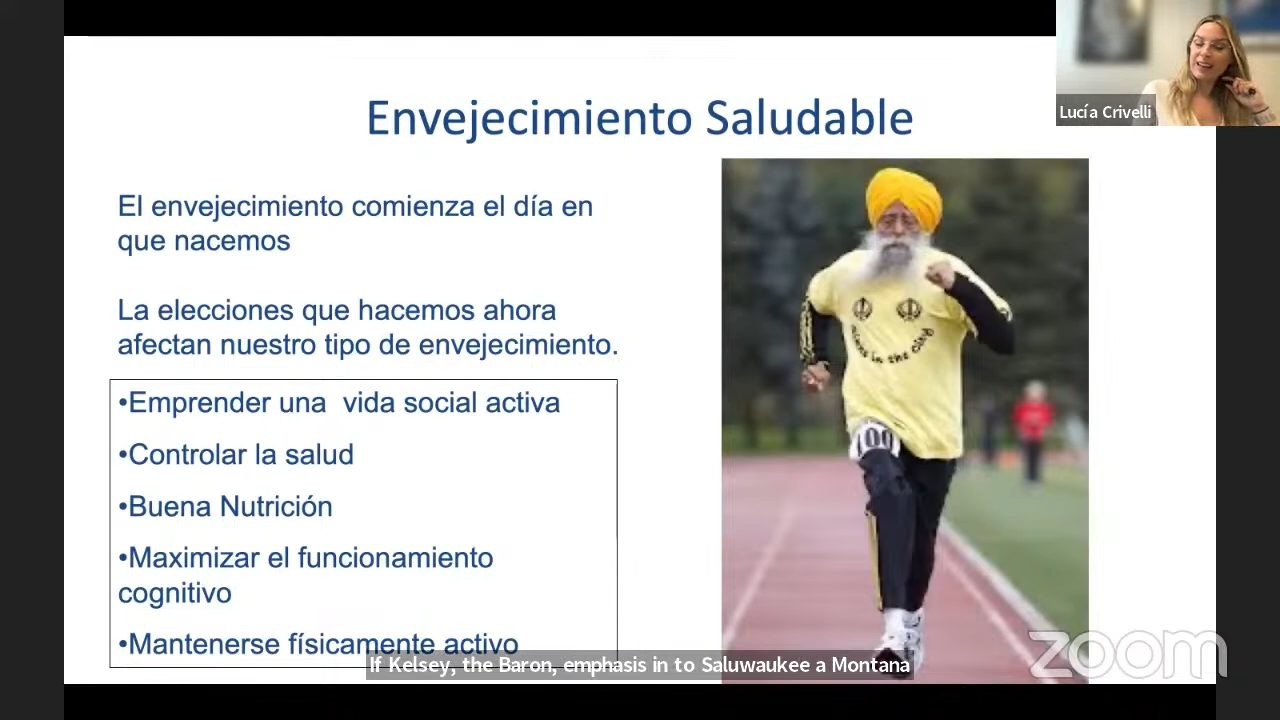 Envejecimiento Saludable
Lucía Crivelli
El envejecimiento comienza el día en
que nacemos
La elecciones que hacemos ahora
afectan nuestro tipo de envejecimiento.
•Emprender una vida social activa
•Controlar la salud
•Buena Nutrición
•Maximizar el funcionamiento
cognitivo
•Mantenerse físicamente activo
in the
100
If Kelsey, the Baron, emphasis in to Saluwaukee a Montana
zoom